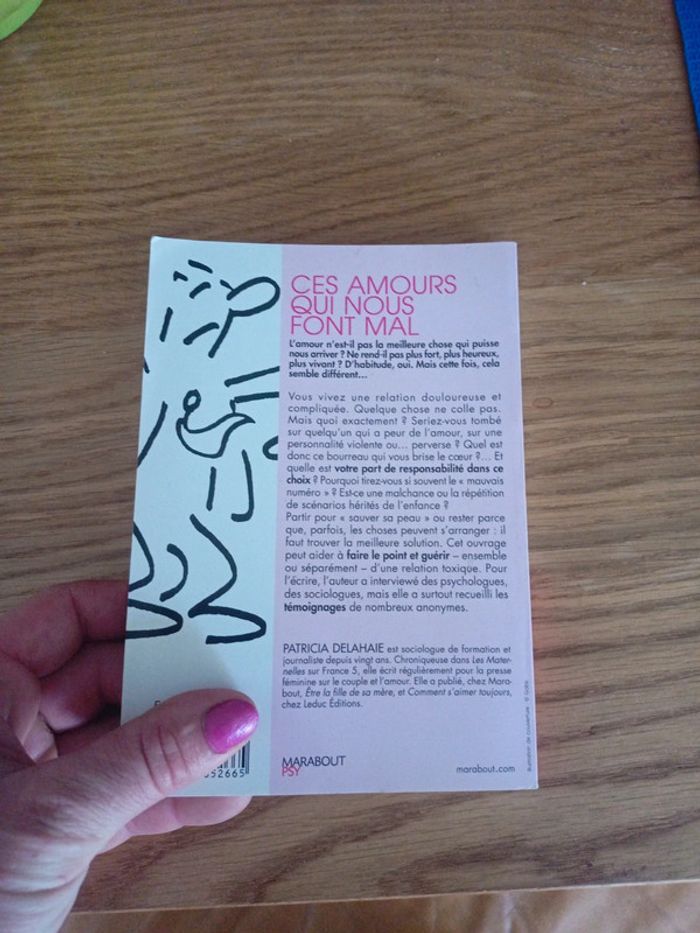 CES AMOURS
QUI NOUS
FONT MAL
L'amour n'est-il pas la meilleure chose qui puisse
nous arriver ? Ne rend-il pas plus fort, plus heureux,
plus vivant ? D'habitude, oui. Mais cette fois, cela
semble différent...
Vous vivez une relation douloureuse et
compliquée. Quelque chose ne colle pas.
Mais quoi exactement ? Seriez-vous tombé
sur quelqu'un qui a peur de l'amour, sur une
personnalité violente ou... perverse ? Quel est
donc ce bourreau qui vous brise le cœur ?... Et
quelle est votre part de responsabilité dans ce
choix ? Pourquoi tirez-vous si souvent le « mauvais
numéro » ? Est-ce une malchance ou la répétition
de scénarios hérités de l'enfance ?
Partir pour « sauver sa peau » ou rester parce
que, parfois, les choses peuvent s'arranger : il
faut trouver la meilleure solution. Cet ouvrage
peut aider à faire le point et guérir – ensemble
ou séparément – d'une relation toxique. Pour
l'écrire, l'auteur a interviewé des psychologues,
des sociologues, mais elle a surtout recueilli les
témoignages de nombreux anonymes.
PATRICIA DELAHAIE est sociologue de formation et
journaliste depuis vingt ans. Chroniqueuse dans Les Mater-
nelles sur France 5, elle écrit régulièrement pour la presse
féminine sur le couple et l'amour. Elle a publié, chez Mara-
bout, Être la fille de sa mère, et Comment s'aimer toujours,
chez Leduc Éditions.
MARABOUT
PSY
marabout.com
52665